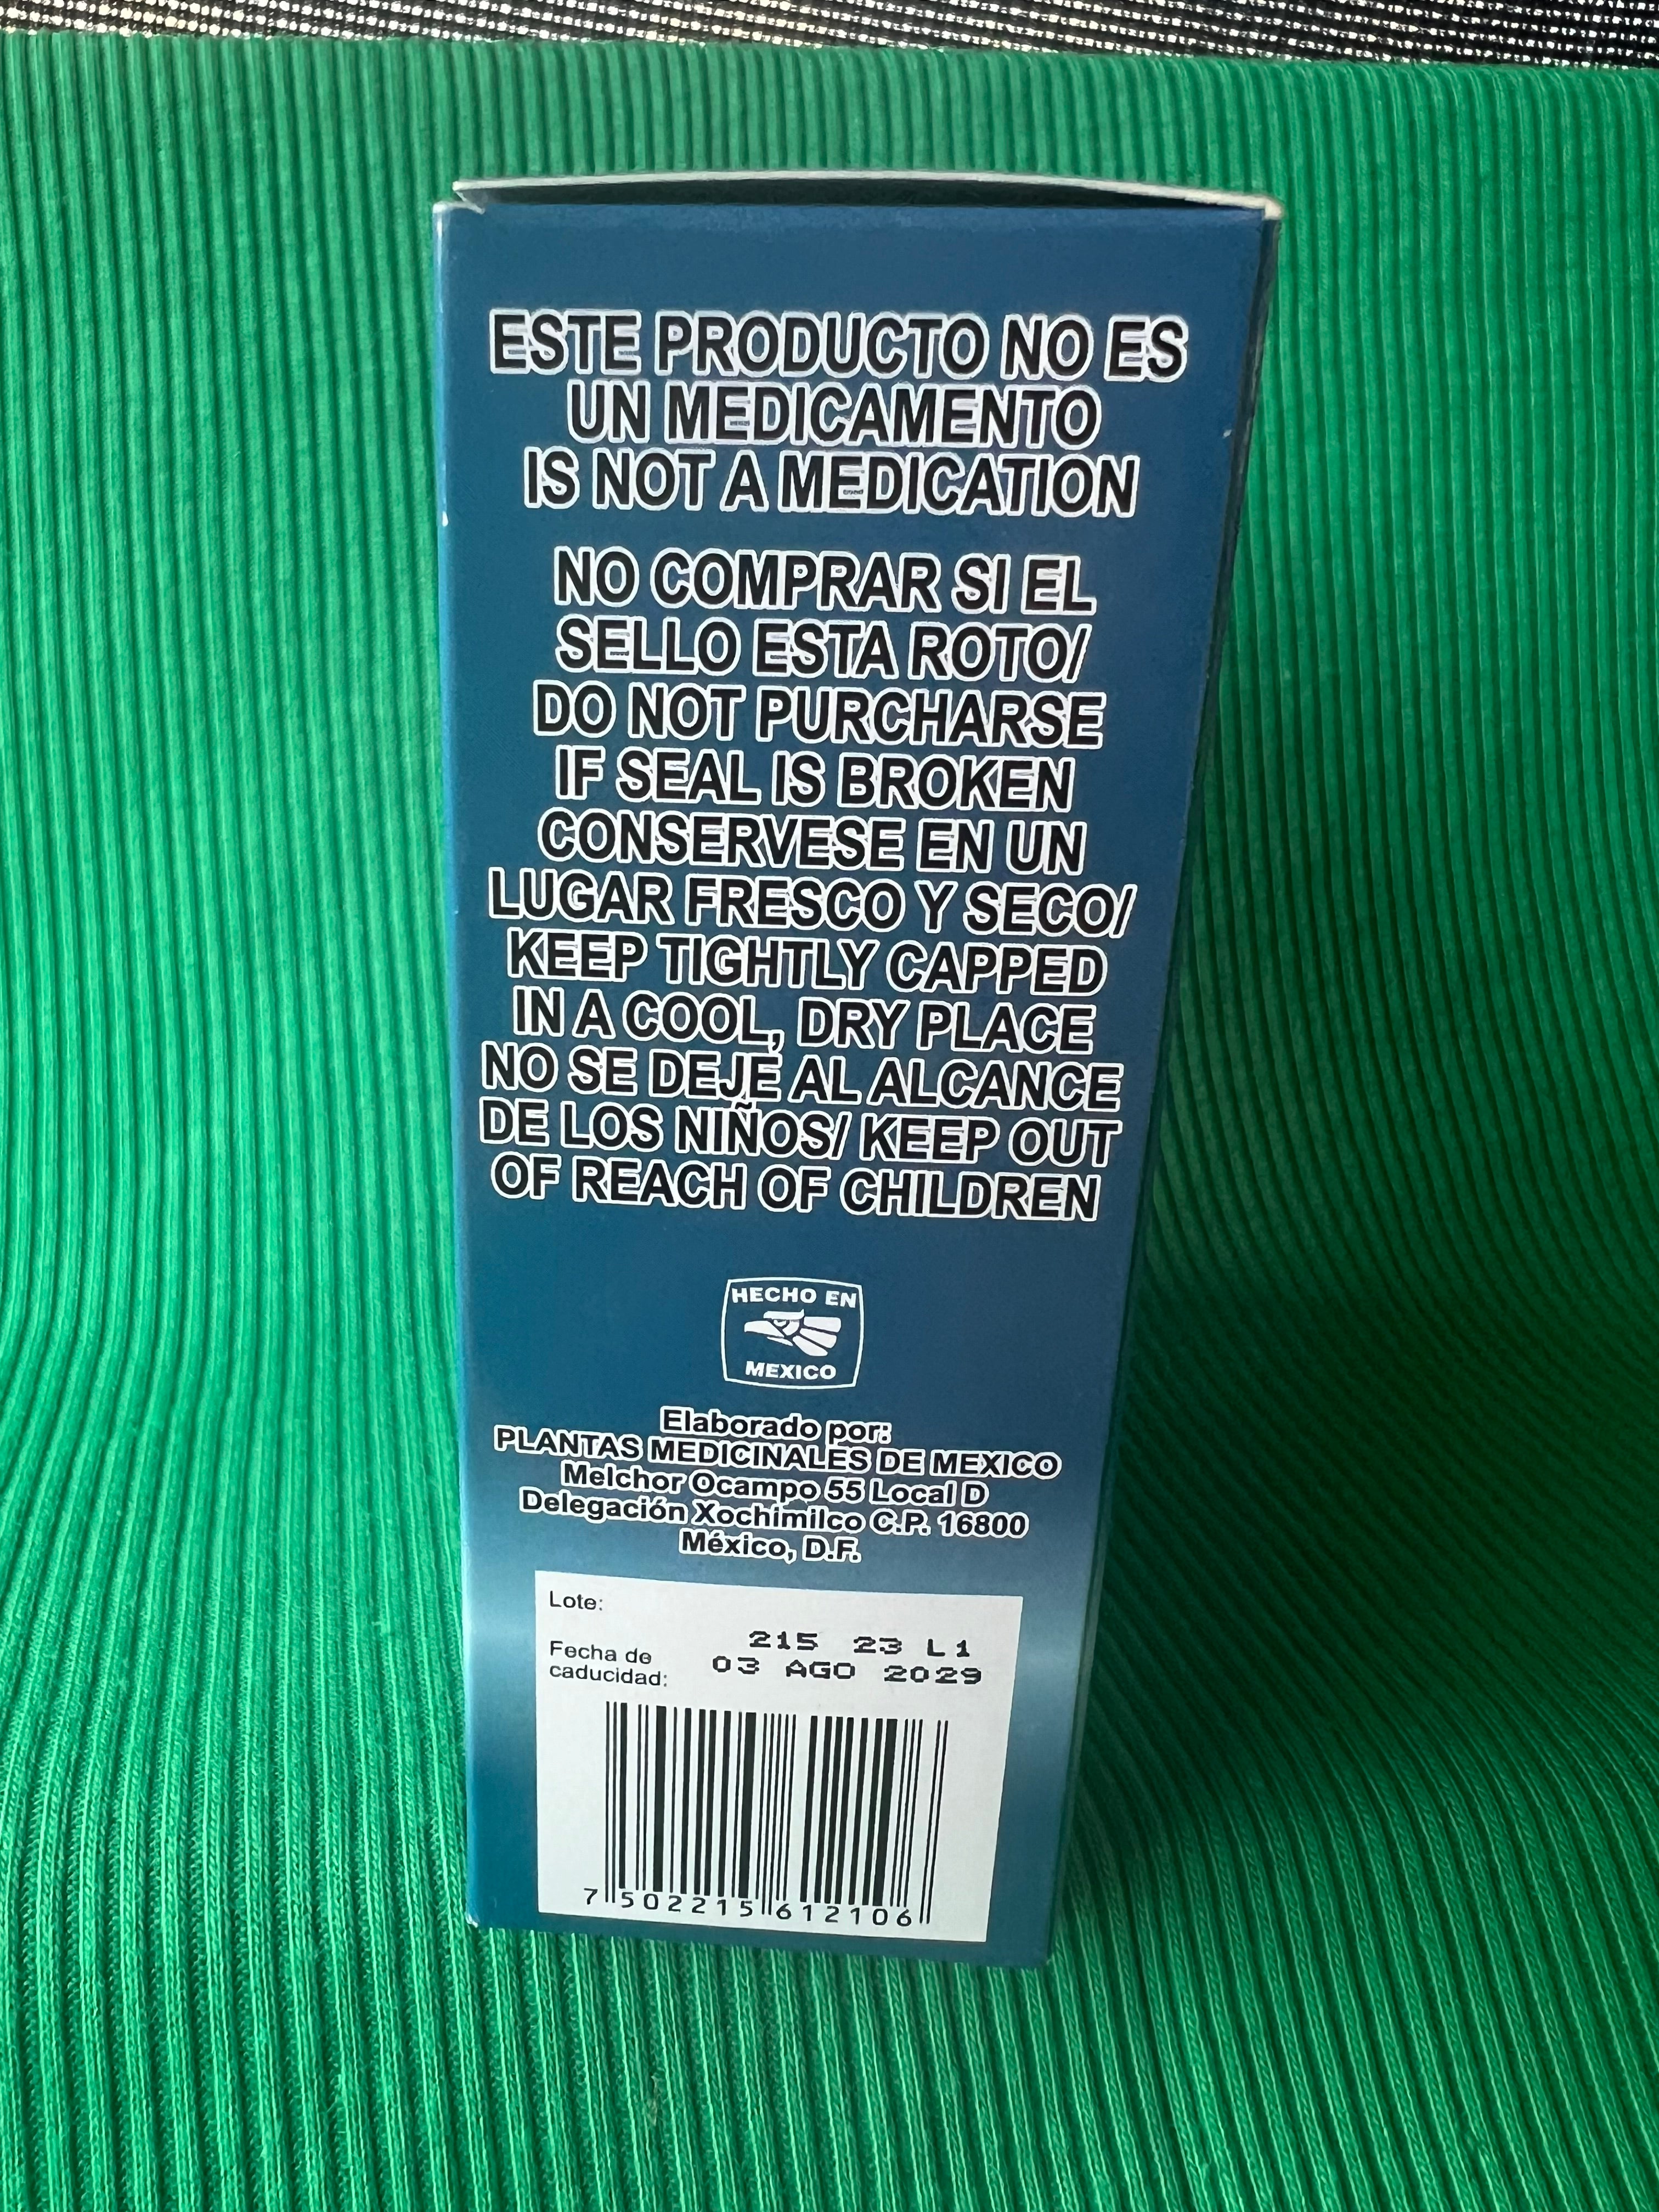 ESTE PRODUCTO NO ES
UN MEDICAMENTO
IS NOT A MEDICATION
NO COMPRAR SI EL
SELLO ESTA ROTO/
DO NOT PURCHARSE
IF SEAL IS BROKEN
CONSERVESE EN UN
LUGAR FRESCO Y SECO/
KEEP TIGHTLY CAPPED
IN A COOL, DRY PLACE
NO SE DEJE AL ALCANCE
DE LOS NIÑOS/ KEEP OUT
OF REACH OF CHILDREN
HECHO EN
MEXICO
Elaborado por:
PLANTAS MEDICINALES DE MEXICO
Melchor Ocampo 55 Local D
Delegación Xochimilco C.P. 16800
México, D.F.
Lote:
215 23 L1
Fecha de
caducidad:
03 AGO 2029
7 502215 612106